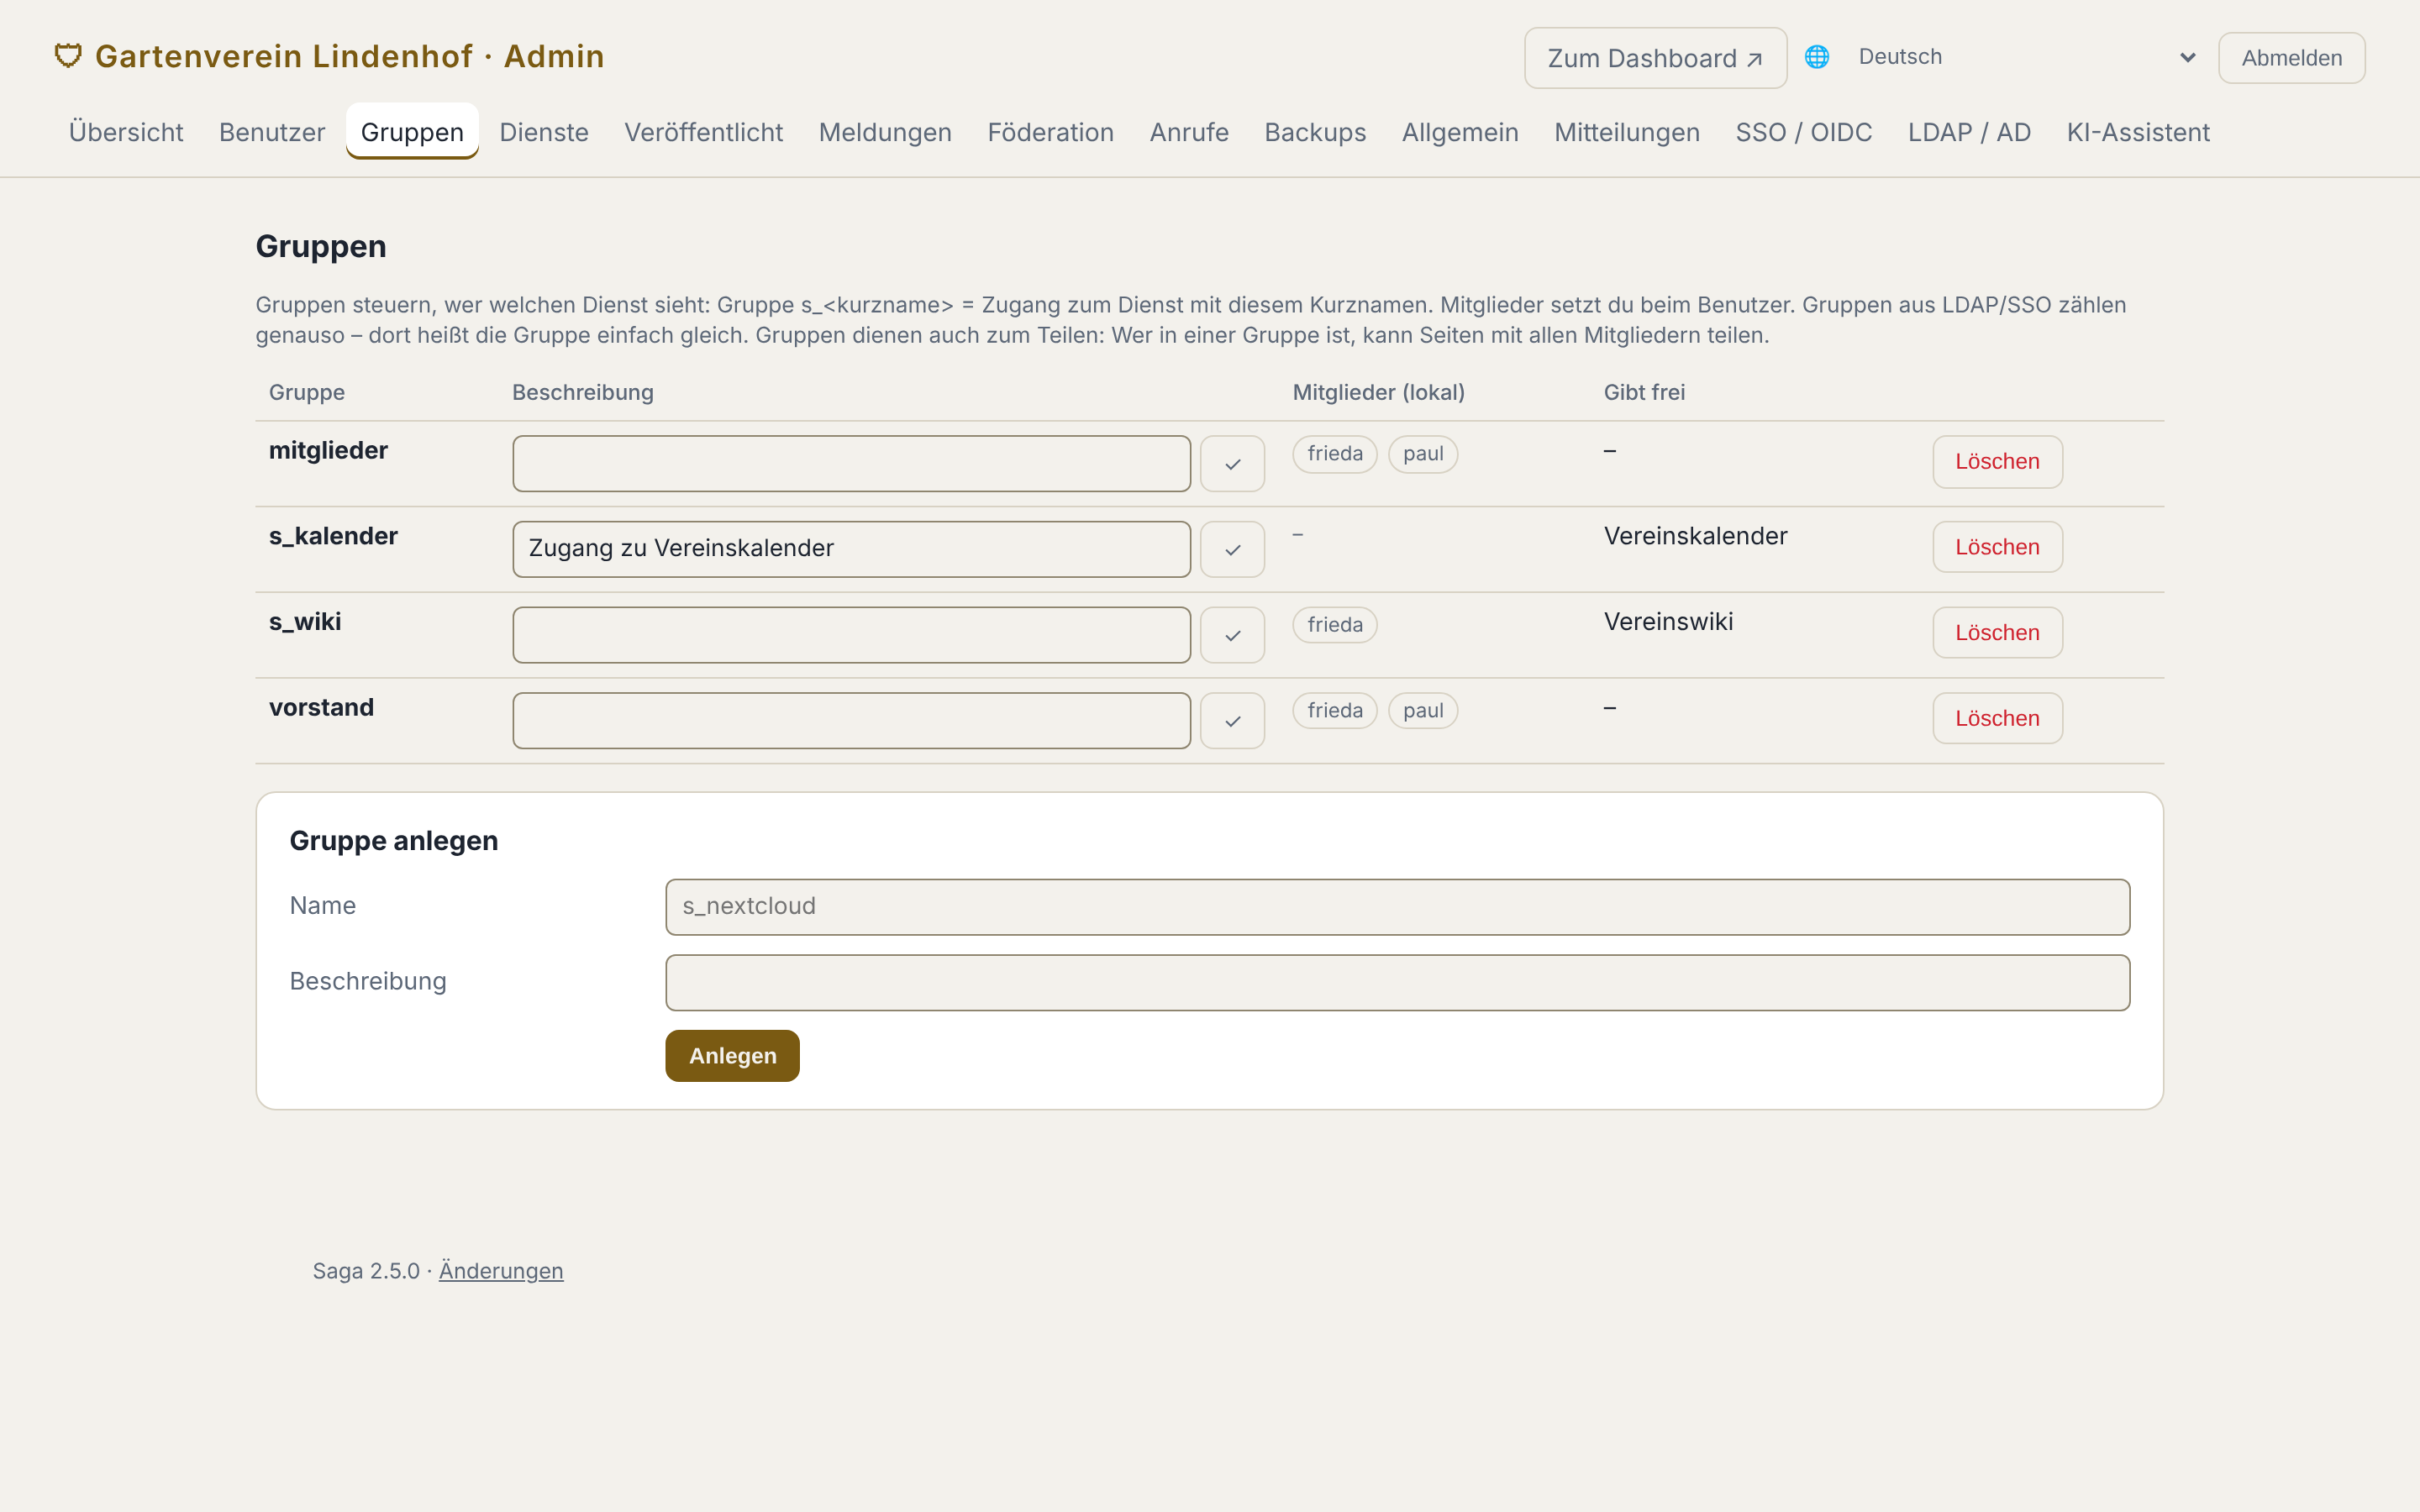 Gartenverein Lindenhof · Admin
Zum Dashboard ↗
Deutsch
Abmelden
Übersicht Benutzer Gruppen Dienste Veröffentlicht Meldungen Föderation Anrufe Backups Allgemein Mitteilungen SSO / OIDC LDAP / AD KI-Assistent
Gruppen
Gruppen steuern, wer welchen Dienst sieht: Gruppe s_<kurzname> = Zugang zum Dienst mit diesem Kurznamen. Mitglieder setzt du beim Benutzer. Gruppen aus LDAP/SSO zählen
genauso – dort heißt die Gruppe einfach gleich. Gruppen dienen auch zum Teilen: Wer in einer Gruppe ist, kann Seiten mit allen Mitgliedern teilen.
Gruppe Beschreibung Mitglieder (lokal) Gibt frei
mitglieder ✓ frieda paul – Löschen
s_kalender Zugang zu Vereinskalender ✓ – Vereinskalender Löschen
s_wiki ✓ frieda Vereinswiki Löschen
vorstand ✓ frieda paul – Löschen
Gruppe anlegen
Name s_nextcloud
Beschreibung
Anlegen
Saga 2.5.0 · Änderungen